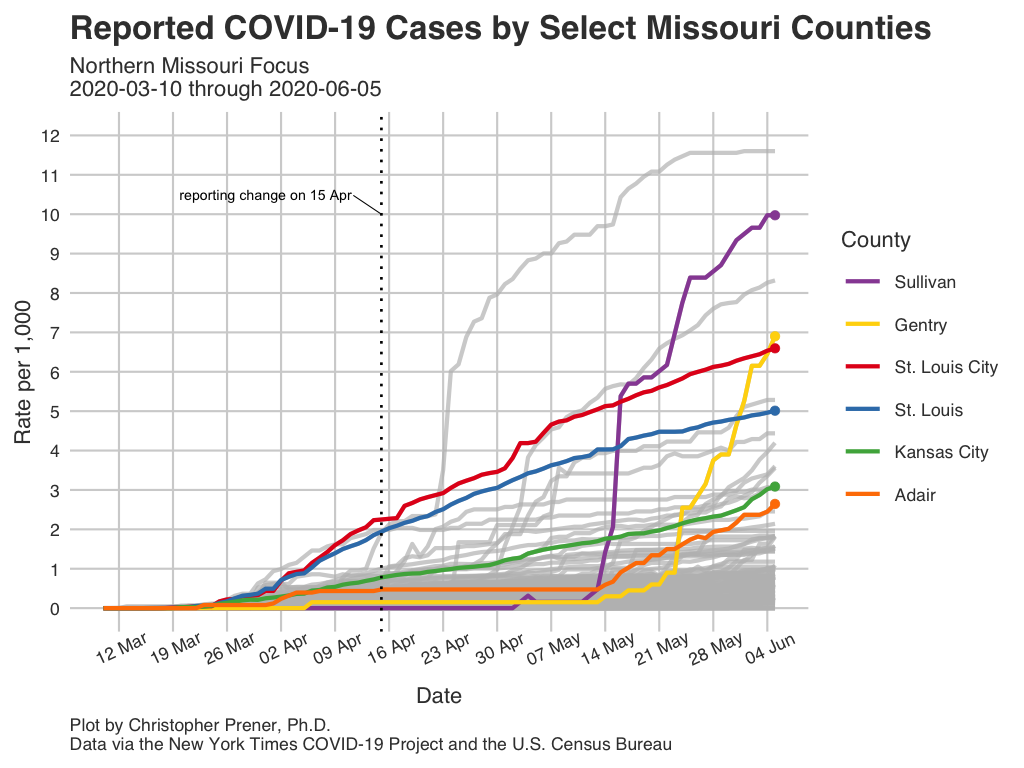 Reported COVID-19 Cases by Select Missouri Counties
Northern Missouri Focus
2020-03-10 through 2020-06-05
12
11
10
9
8
7
6
5
4
3
2
1
0
Rate per 1,000
reporting change on 15 Apr
12 Mar
19 Mar
26 Mar
02 Apr
09 Apr
16 Apr
23 Apr
30 Apr
07 May
14 May
21 May
28 May
04 Jun
Date
County
Sullivan
Gentry
St. Louis City
St. Louis
Kansas City
Adair
Plot by Christopher Prener, Ph.D.
Data via the New York Times COVID-19 Project and the U.S. Census Bureau